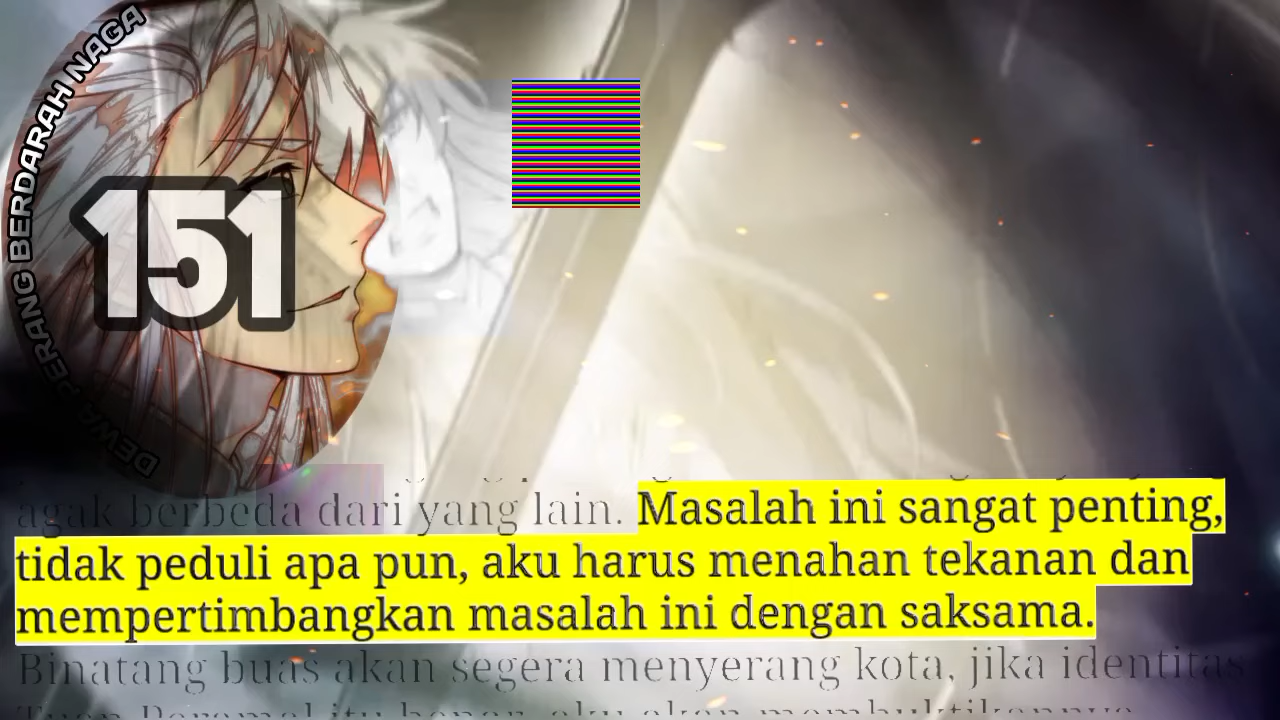 DEWA PERANG BERDARAH NAGA
151
agak berbeda dari yang lain. Masalah ini sangat penting,
tidak peduli apa pun, aku harus menahan tekanan dan
mempertimbangkan masalah ini dengan saksama.
Binatang buas akan segera menyerang kota, jika identitas